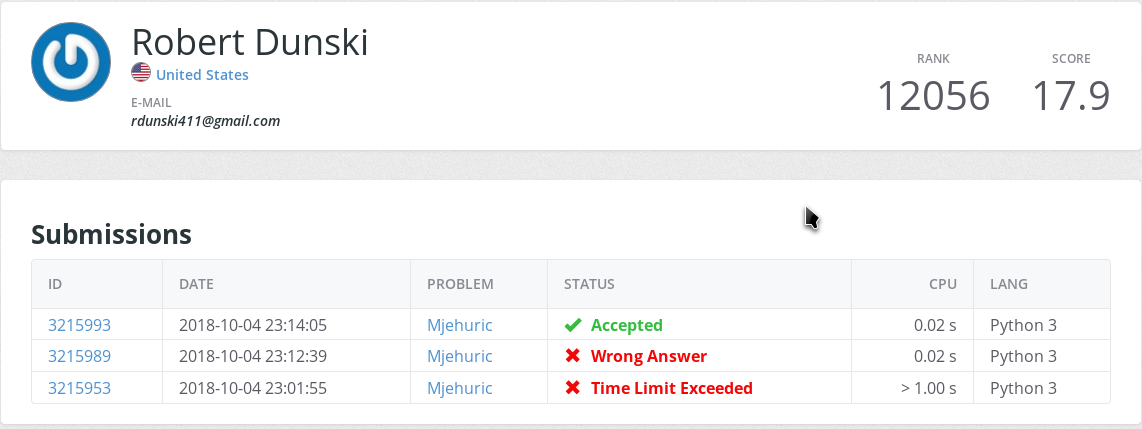 Robert Dunski
United States
E-MAIL
rdunski411@gmail.com
RANK
12056
SCORE
17.9
Submissions
ID DATE PROBLEM STATUS CPU LANG
3215993 2018-10-04 23:14:05 Mjehuric Accepted 0.02 s Python 3
3215989 2018-10-04 23:12:39 Mjehuric Wrong Answer 0.02 s Python 3
3215953 2018-10-04 23:01:55 Mjehuric Time Limit Exceeded > 1.00 s Python 3